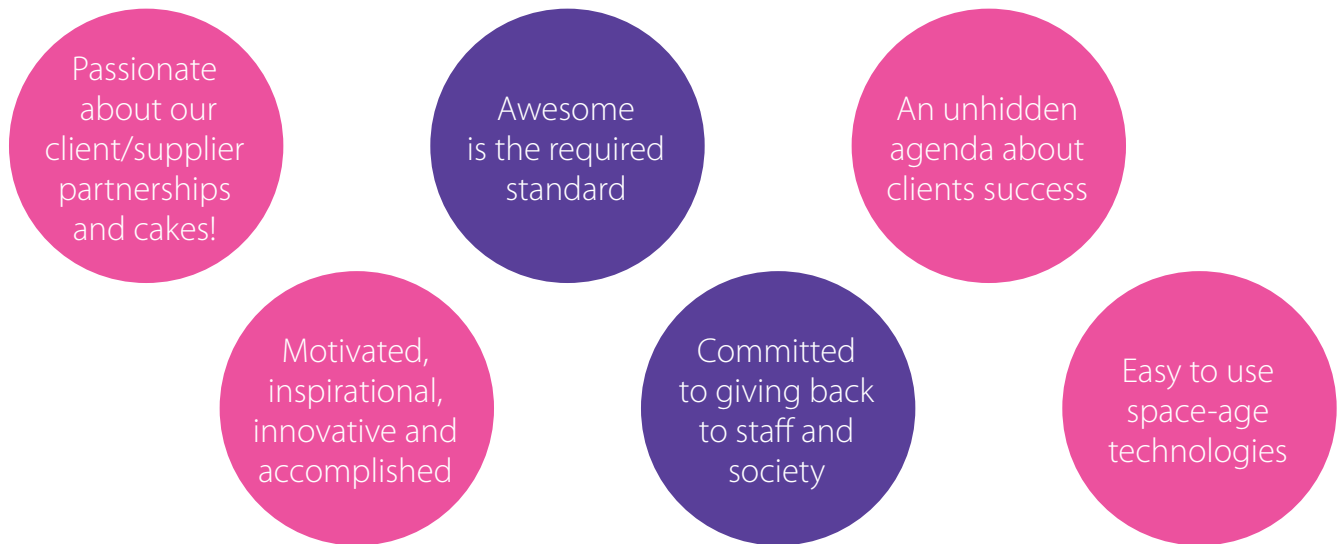 Passionate
about our
client/supplier
partnerships
and cakes!
Awesome
is the required
standard
An unhidden
agenda about
clients success
Motivated,
inspirational,
innovative and
accomplished
Committed
to giving back
to staff and
society
Easy to use
space-age
technologies